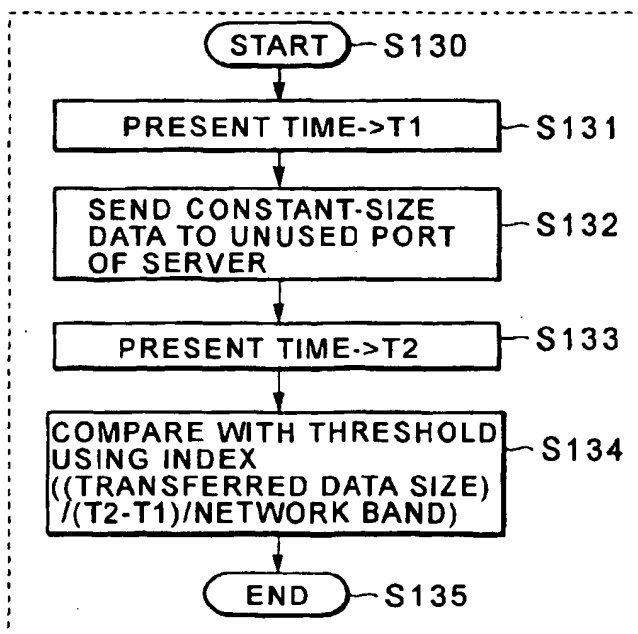 START S130
PRESENT TIME->T1 S131
SEND CONSTANT-SIZE
DATA TO UNUSED PORT
OF SERVER
S132
PRESENT TIME->T2 S133
COMPARE WITH THRESHOLD
USING INDEX
((TRANSFERRED DATA SIZE)
/(T2-T1)/NETWORK BAND)
S134
END S135